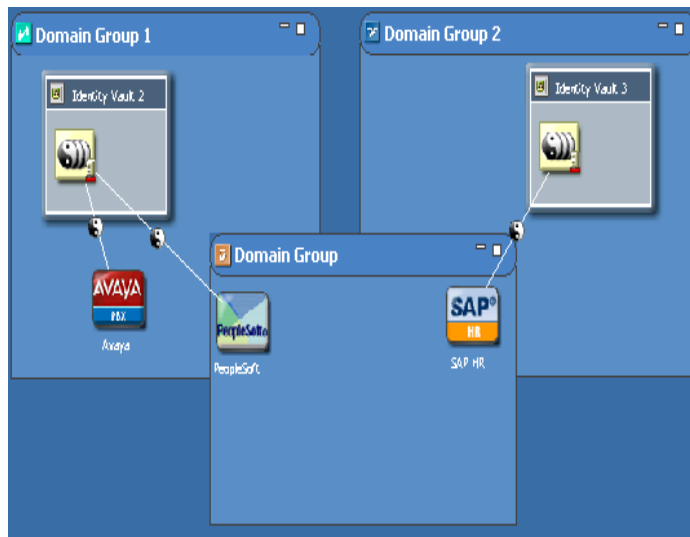 Domain Group 1
Domain Group 2
Identity Vault 2
Identity Vault 3
Domain Group
AVAYA
PBX
Avaya
PeopleSoft
PeopleSoft
SAP
HR
SAP HR